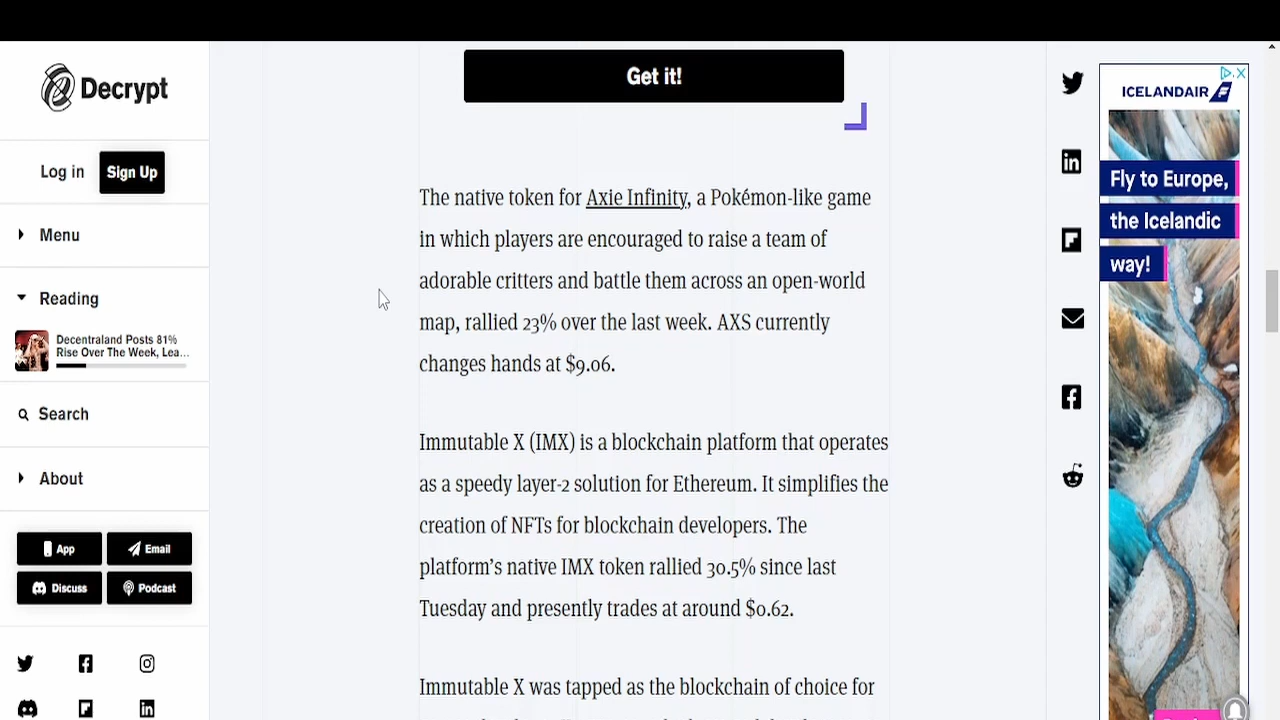 Decrypt
Log in
Sign Up
Menu
Reading
Decentraland Posts 81%
Rise Over The Week, Lea...
Search
About
App
Email
Discuss
Podcast
Get it!
The native token for Axie Infinity, a Pokémon-like game
in which players are encouraged to raise a team of
adorable critters and battle them across an open-world
map, rallied 23% over the last week. AXS currently
changes hands at $9.06.
Immutable X (IMX) is a blockchain platform that operates
as a speedy layer-2 solution for Ethereum. It simplifies the
creation of NFTs for blockchain developers. The
platform’s native IMX token rallied 30.5% since last
Tuesday and presently trades at around $0.62.
Immutable X was tapped as the blockchain of choice for
ICELANDAIR
Fly to Europe,
the Icelandic
way!